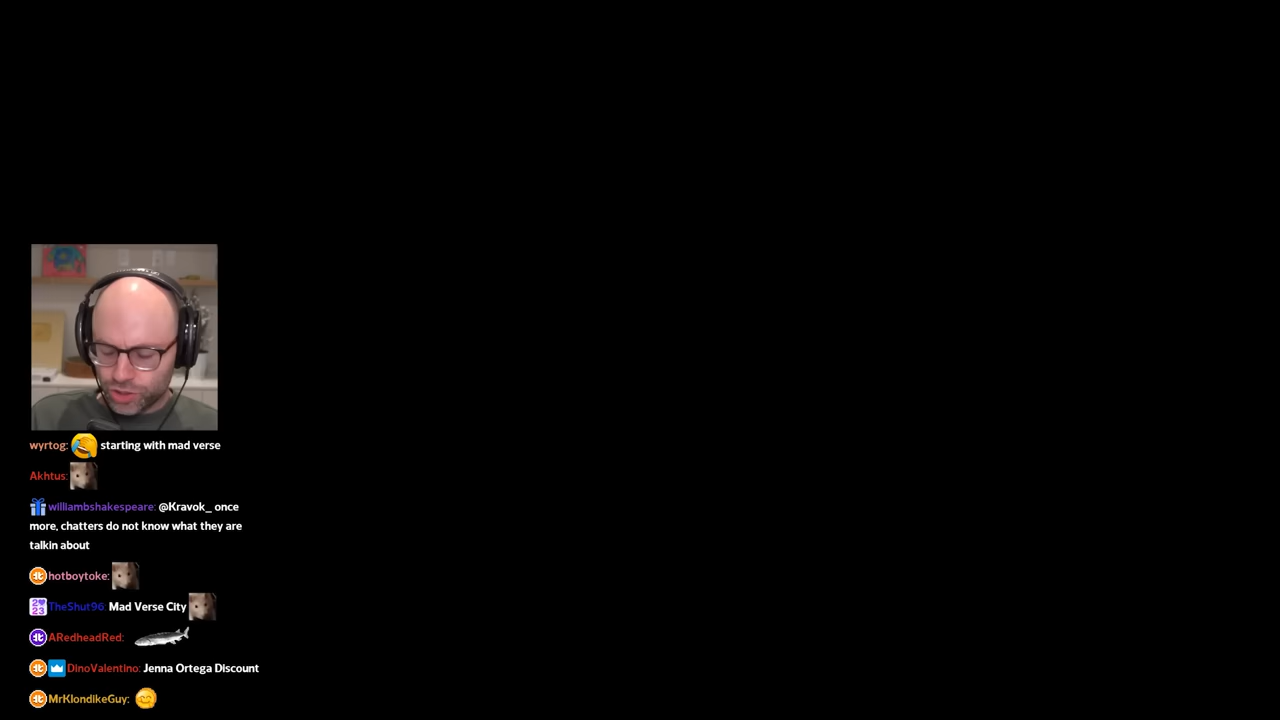 wyrtog: starting with mad verse
Akhtus:
williambshakespeare: @Kravok_ once
more, chatters do not know what they are
talkin about
hotboytoke:
TheShut96: Mad Verse City
ARedheadRed:
DinoValentino: Jenna Ortega Discount
MrKlondikeGuy: